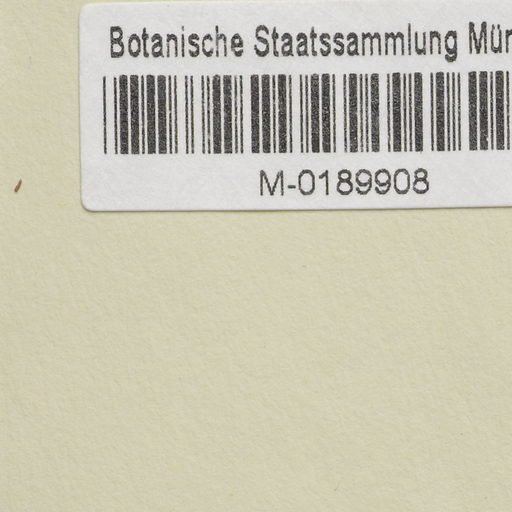 Botanische Staatssammlung Mün
M-0189908